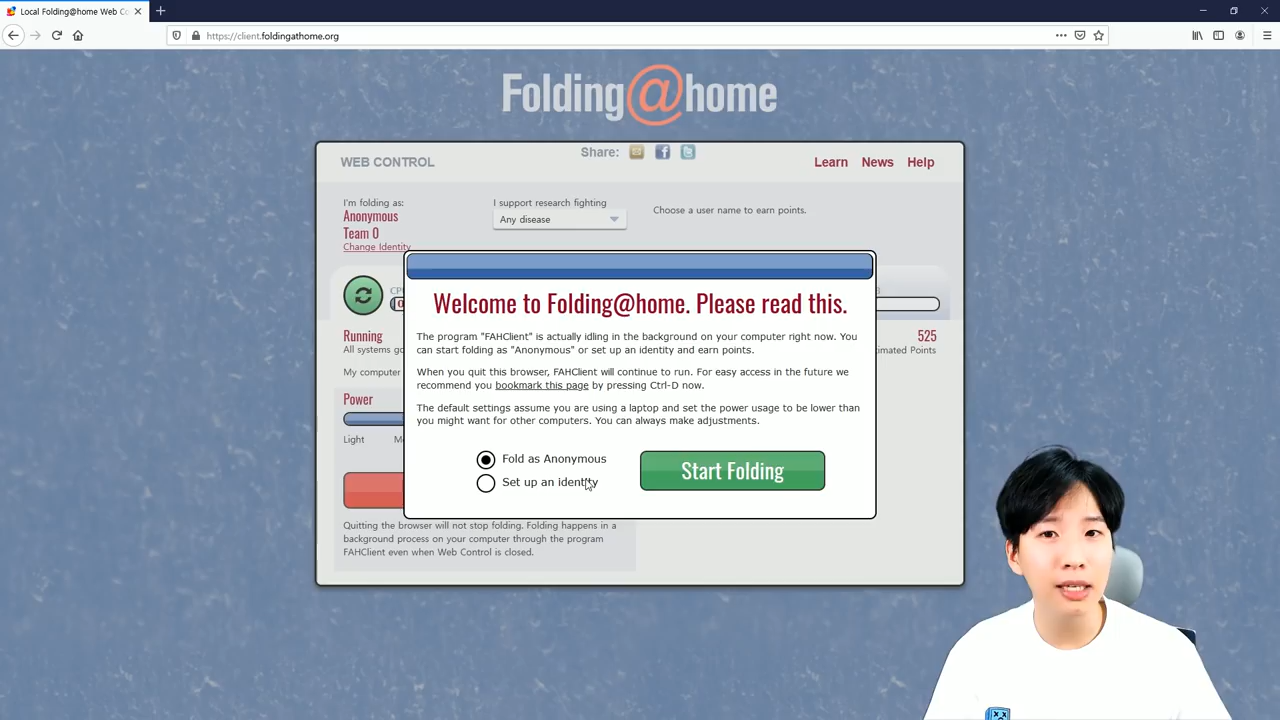 Local Folding@home Web Co
https://client.foldingathome.org
Folding@home
WEB CONTROL
Share:
Learn News Help
I'm folding as:
Anonymous
Team 0
Change Identity
I support research fighting
Any disease
Choose a user name to earn points.
Welcome to Folding@home. Please read this.
The program "FAHClient" is actually idling in the background on your computer right now. You
can start folding as "Anonymous" or set up an identity and earn points.
When you quit this browser, FAHClient will continue to run. For easy access in the future we
recommend you bookmark this page by pressing Ctrl-D now.
The default settings assume you are using a laptop and set the power usage to be lower than
you might want for other computers. You can always make adjustments.
Fold as Anonymous
Set up an identity
Start Folding
Running
All systems go
My computer
525
imated Points
Power
Light
Quitting the browser will not stop folding. Folding happens in a
background process on your computer through the program
FAHClient even when Web Control is closed.